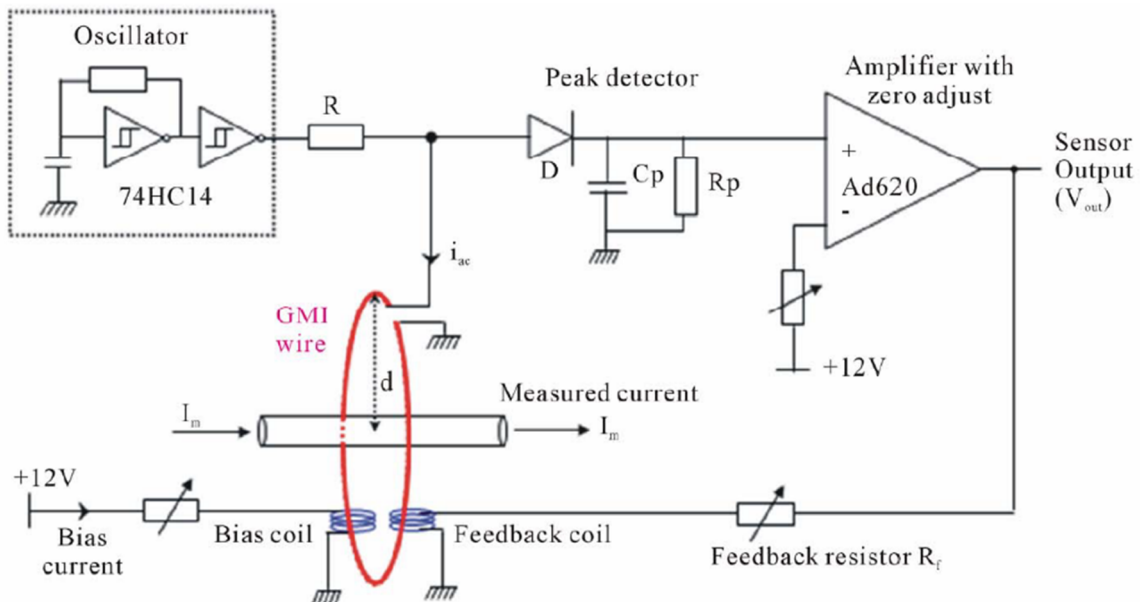 Oscillator
74HC14
R
Peak detector
D
Cp
Rp
Amplifier with
zero adjust
+
Ad620
-
Sensor
Output
(Vout)
+12V
iac
GMI
wire
d
Measured current
Im
Im
+12V
Bias
current
Bias coil
Feedback coil
Feedback resistor Rf